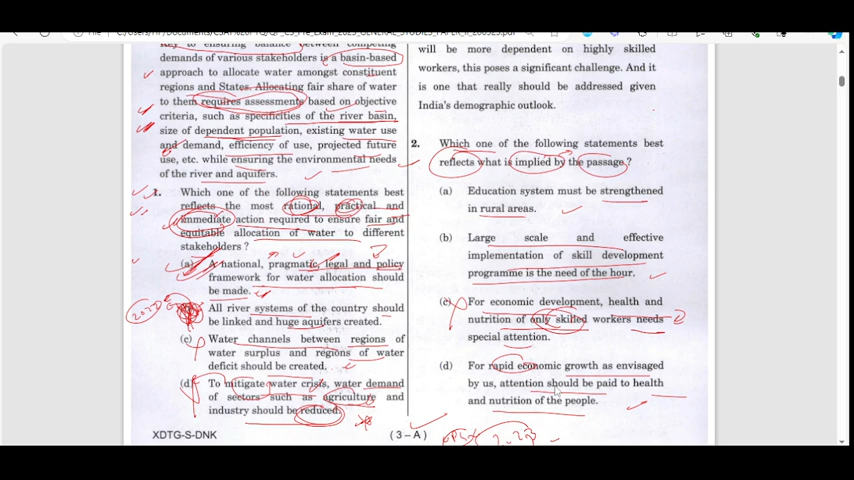 Key to ensuring balance between competing
demands of various stakeholders is a basin-based
approach to allocate water amongst constituent
regions and States. Allocating fair share of water
to them requires assessments based on objective
criteria, such as specificities of the river basin,
size of dependent population, existing water use
and demand, efficiency of use, projected future
use, etc. while ensuring the environmental needs
of the river and aquifers.
1. Which one of the following statements best
reflects the most rational, practical and
immediate action required to ensure fair and
equitable allocation of water to different
stakeholders ?
(a) A national, pragmatic, legal and policy
framework for water allocation should
be made.
All river systems of the country should
be linked and huge aquifers created.
(c) Water channels between regions of
water surplus and regions of water
deficit should be created.
(d) To mitigate water crisis, water demand
of sectors such as agriculture and
industry should be reduced.
XDTG-S-DNK
( 3 – A )
will be more dependent on highly skilled
workers, this poses a significant challenge. And it
is one that really should be addressed given
India's demographic outlook.
2. Which one of the following statements best
reflects what is implied by the passage ?
(a) Education system must be strengthened
in rural areas.
(b) Large scale and effective
implementation of skill development
programme is the need of the hour.
(c) For economic development, health and
nutrition of only skilled workers needs
special attention.
(d) For rapid economic growth as envisaged
by us, attention should be paid to health
and nutrition of the people.